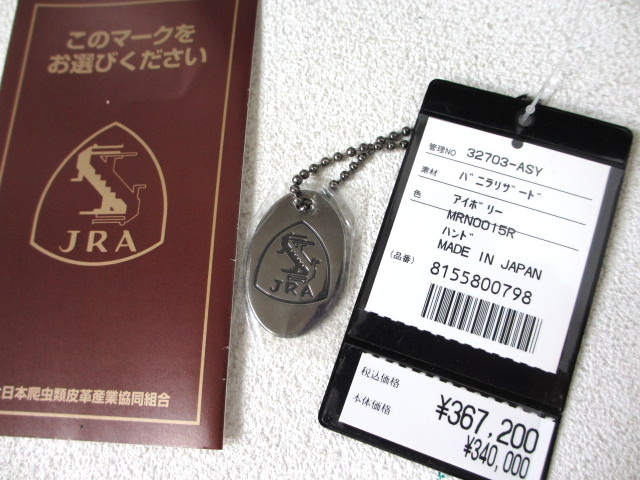 このマークを
お選びください
JRA
全日本爬虫類皮革産業協同組合
JRA
管理NO 32703-ASY
素材 バニラリザード
色 アイボリー
MRN0015R
ハンド
MADE IN JAPAN
(品番) 8155800798
税込価格 ¥367,200
本体価格 ¥340,000